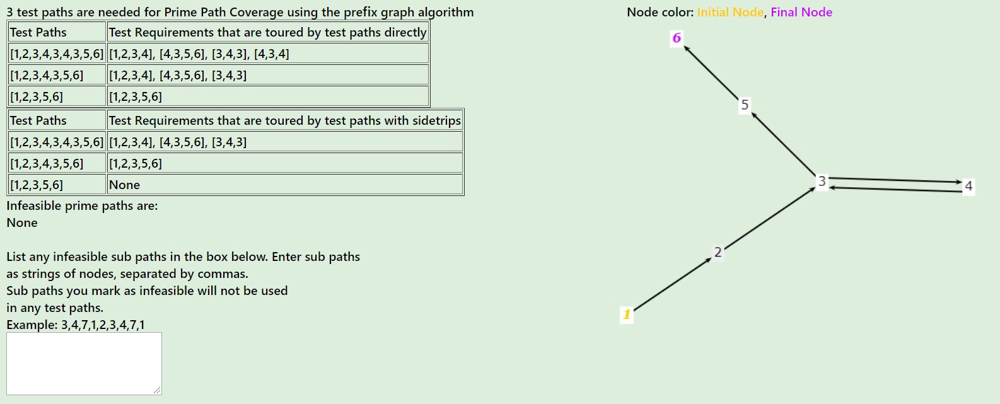 3 test paths are needed for Prime Path Coverage using the prefix graph algorithm
Test Paths Test Requirements that are toured by test paths directly
[1,2,3,4,3,4,3,5,6] [1,2,3,4], [4,3,5,6], [3,4,3], [4,3,4]
[1,2,3,4,3,5,6] [1,2,3,4], [4,3,5,6], [3,4,3]
[1,2,3,5,6] [1,2,3,5,6]
Test Paths Test Requirements that are toured by test paths with sidetrips
[1,2,3,4,3,4,3,5,6] [1,2,3,4], [4,3,5,6], [3,4,3]
[1,2,3,4,3,5,6] [1,2,3,5,6]
[1,2,3,5,6] None
Infeasible prime paths are:
None
List any infeasible sub paths in the box below. Enter sub paths
as strings of nodes, separated by commas.
Sub paths you mark as infeasible will not be used
in any test paths.
Example: 3,4,7,1,2,3,4,7,1
Node color: Initial Node, Final Node
6
5
3
4
2
1